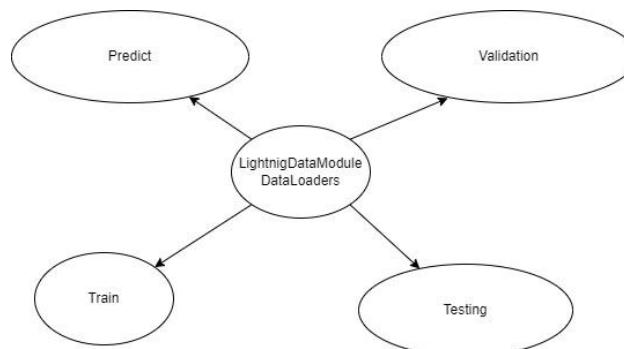 Predict
Validation
LightnigDataModule
DataLoaders
Train
Testing